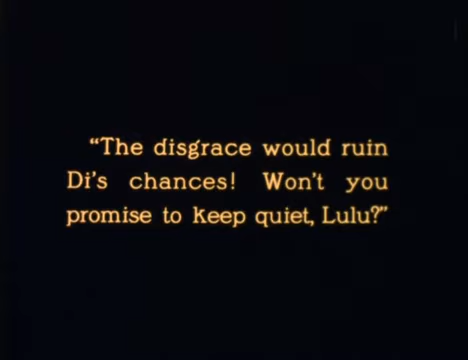 “The disgrace would ruin
Di's chances! Won't you
promise to keep quiet, Lulu?”